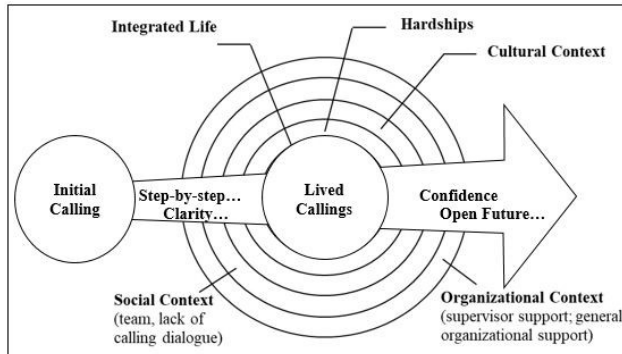 Integrated Life
Hardships
Cultural Context
Initial
Calling
Step-by-step…
Clarity…
Lived
Callings
Confidence
Open Future…
Social Context
(team, lack of
calling dialogue)
Organizational Context
(supervisor support; general
organizational support)